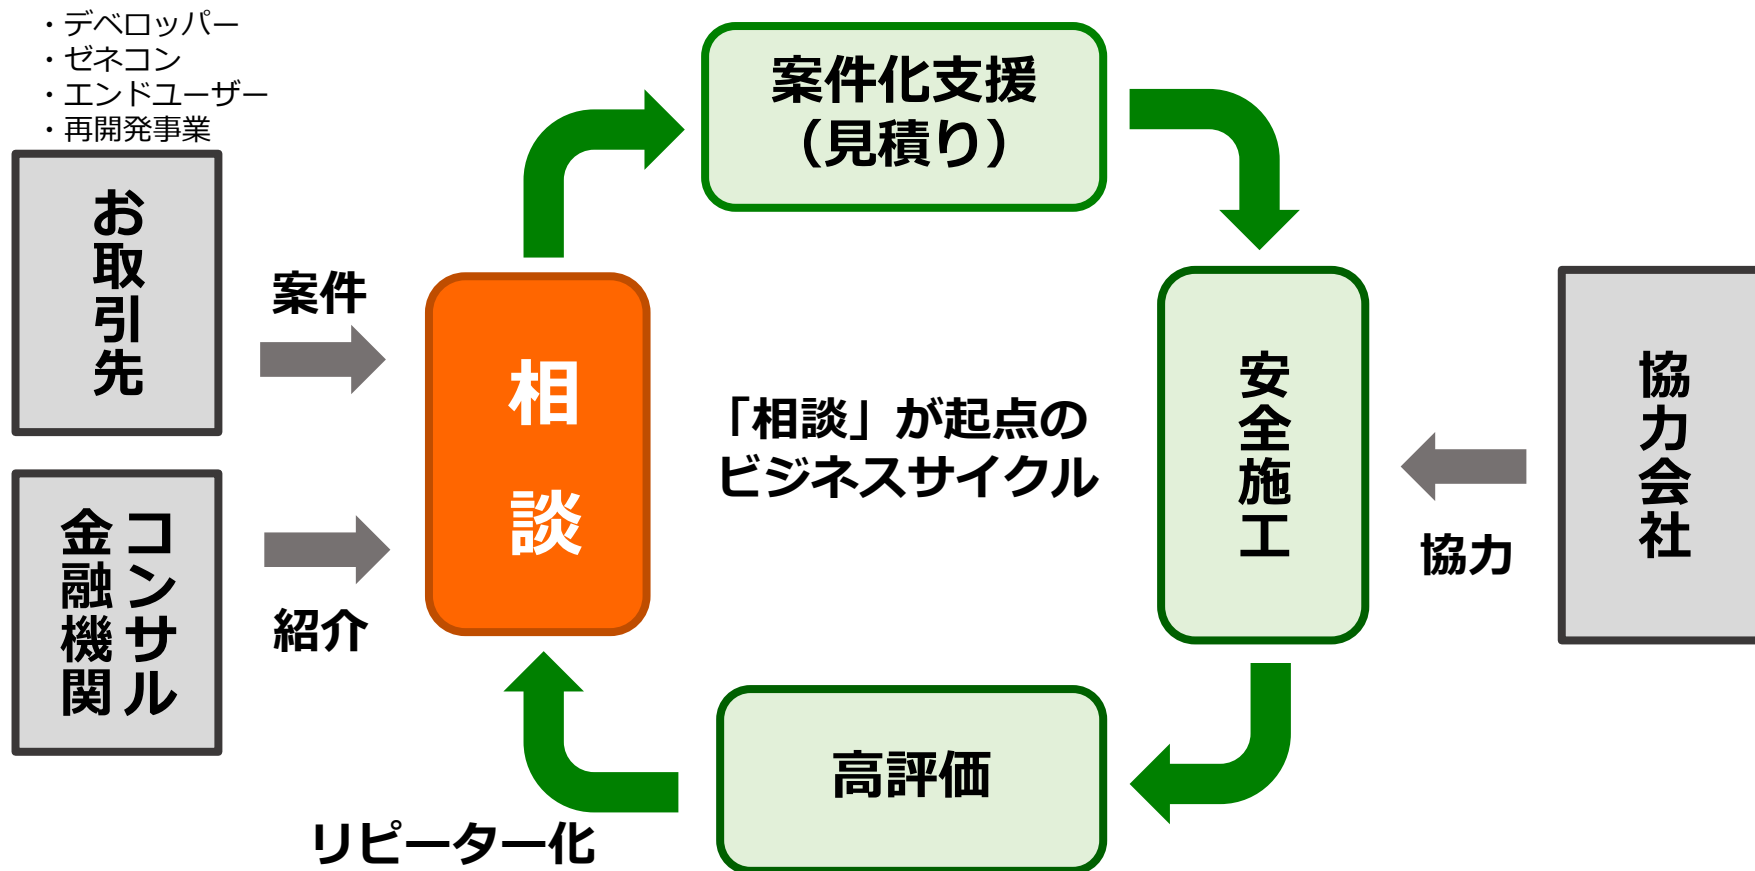 ・デベロッパー
・ゼネコン
・エンドユーザー
・再開発事業
お取引先
コンサル
金融機関
案件
紹介
相談
案件化支援
（見積り）
「相談」が起点の
ビジネスサイクル
安全施工
協力
協力会社
高評価
リピーター化